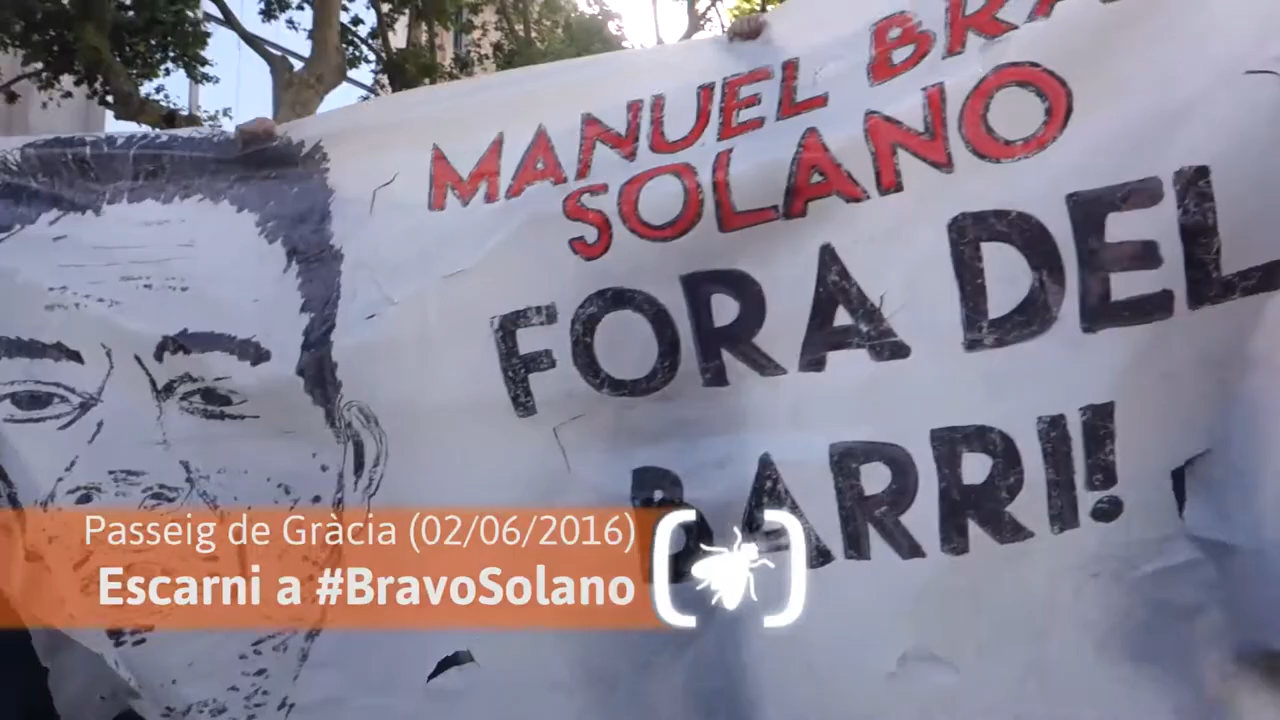 MANUEL BRA
SOLANO
FORA DEL
BARRI!
Passeig de Gràcia (02/06/2016)
Escarni a #BravoSolano